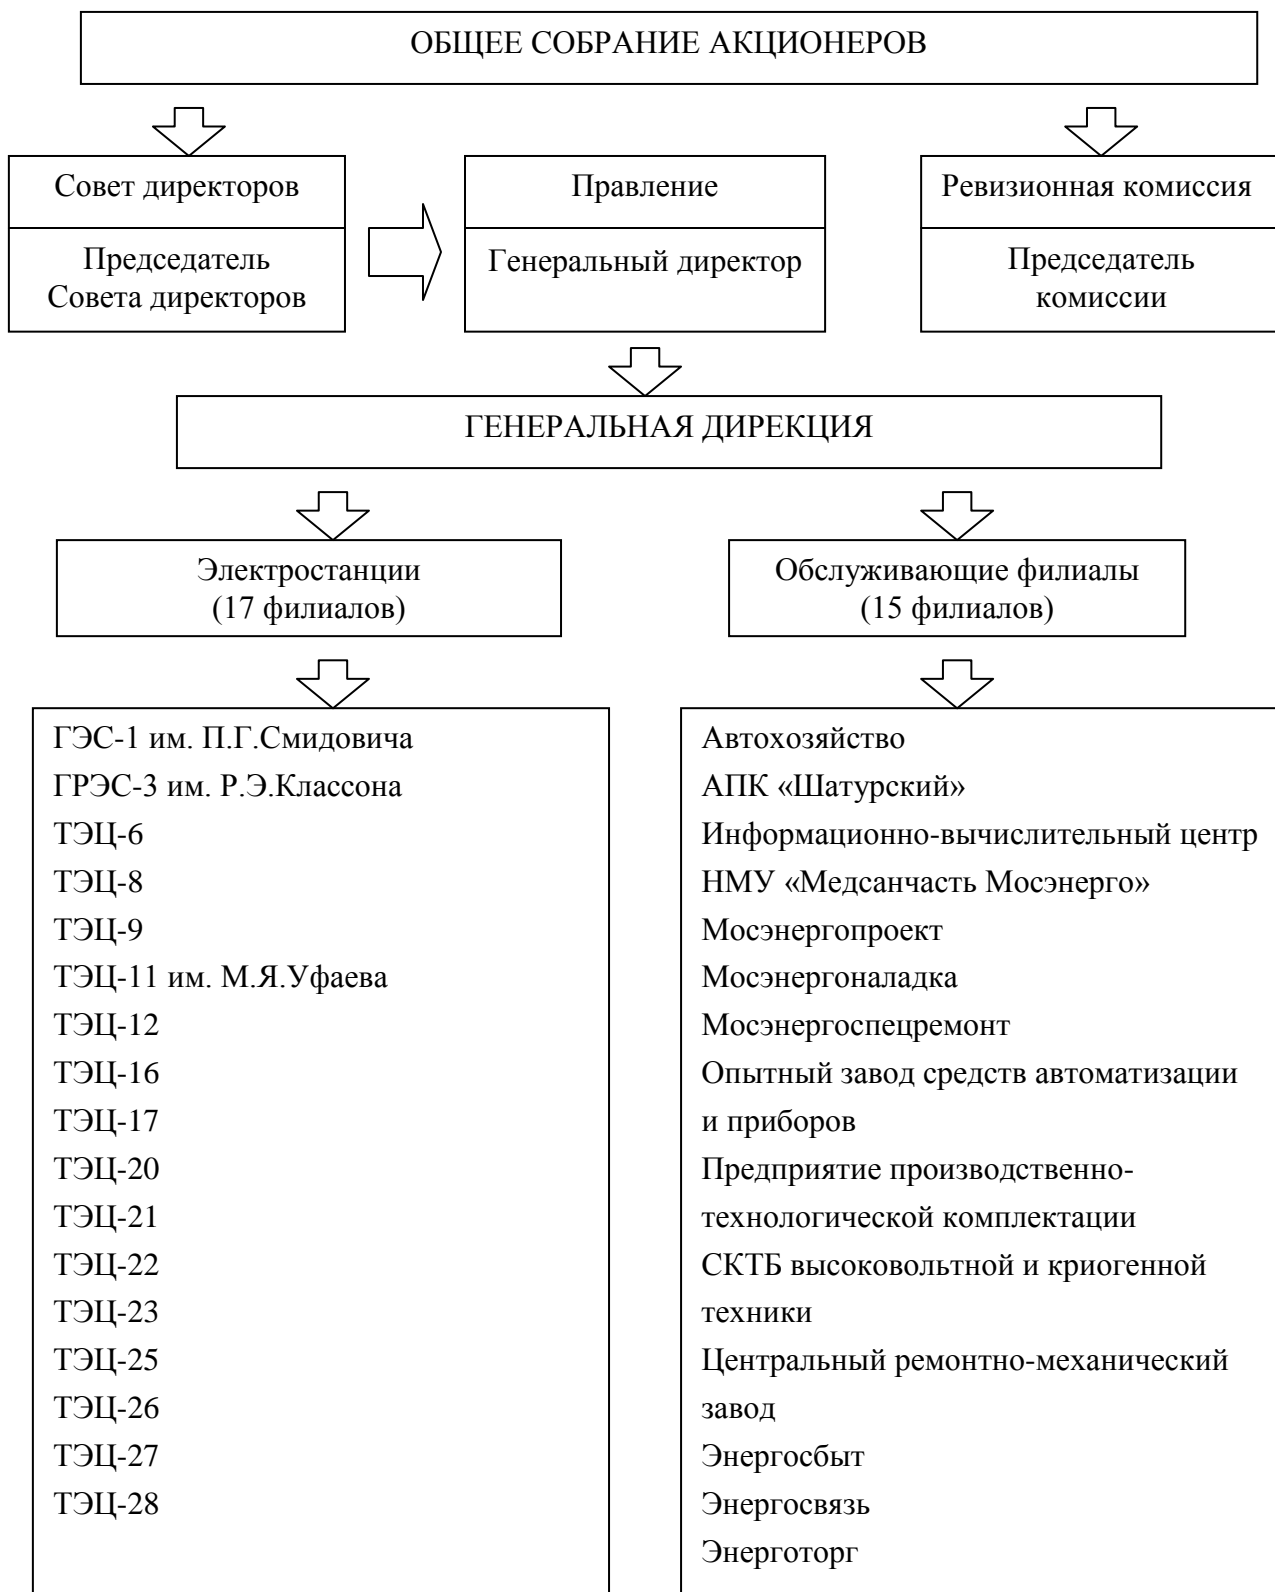 ОБЩЕЕ СОБРАНИЕ АКЦИОНЕРОВ
Совет директоров
Председатель
Совета директоров
Правление
Генеральный директор
Ревизионная комиссия
Председатель
комиссии
ГЕНЕРАЛЬНАЯ ДИРЕКЦИЯ
Электростанции
(17 филиалов)
Обслуживающие филиалы
(15 филиалов)
ГЭС-1 им. П.Г.Смидовича
ГРЭС-3 им. Р.Э.Классона
ТЭЦ-6
ТЭЦ-8
ТЭЦ-9
ТЭЦ-11 им. М.Я.Уфаева
ТЭЦ-12
ТЭЦ-16
ТЭЦ-17
ТЭЦ-20
ТЭЦ-21
ТЭЦ-22
ТЭЦ-23
ТЭЦ-25
ТЭЦ-26
ТЭЦ-27
ТЭЦ-28
Автохозяйство
АПК «Шатурский»
Информационно-вычислительный центр
НМУ «Медсанчасть Мосэнерго»
Мосэнергопроект
Мосэнергоналадка
Мосэнергоспецремонт
Опытный завод средств автоматизации
и приборов
Предприятие производственно-
технологической комплектации
СКТБ высоковольтной и криогенной
техники
Центральный ремонтно-механический
завод
Энергосбыт
Энергосвязь
Энерготорг